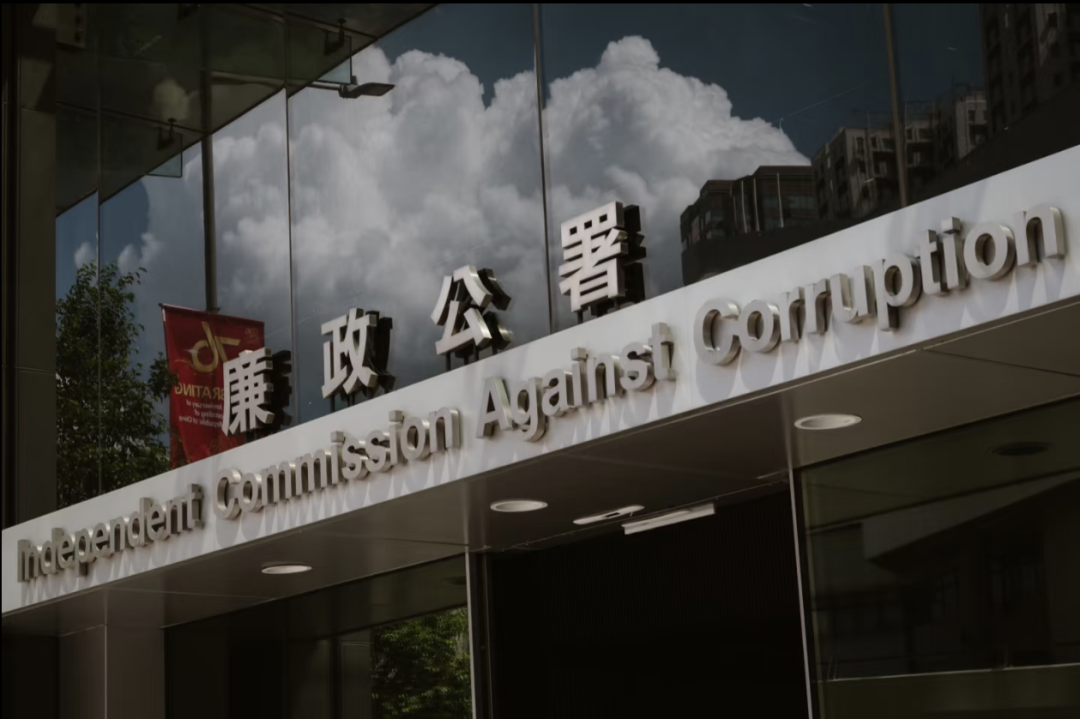 廉政公署
Independent Commission Against Corruption